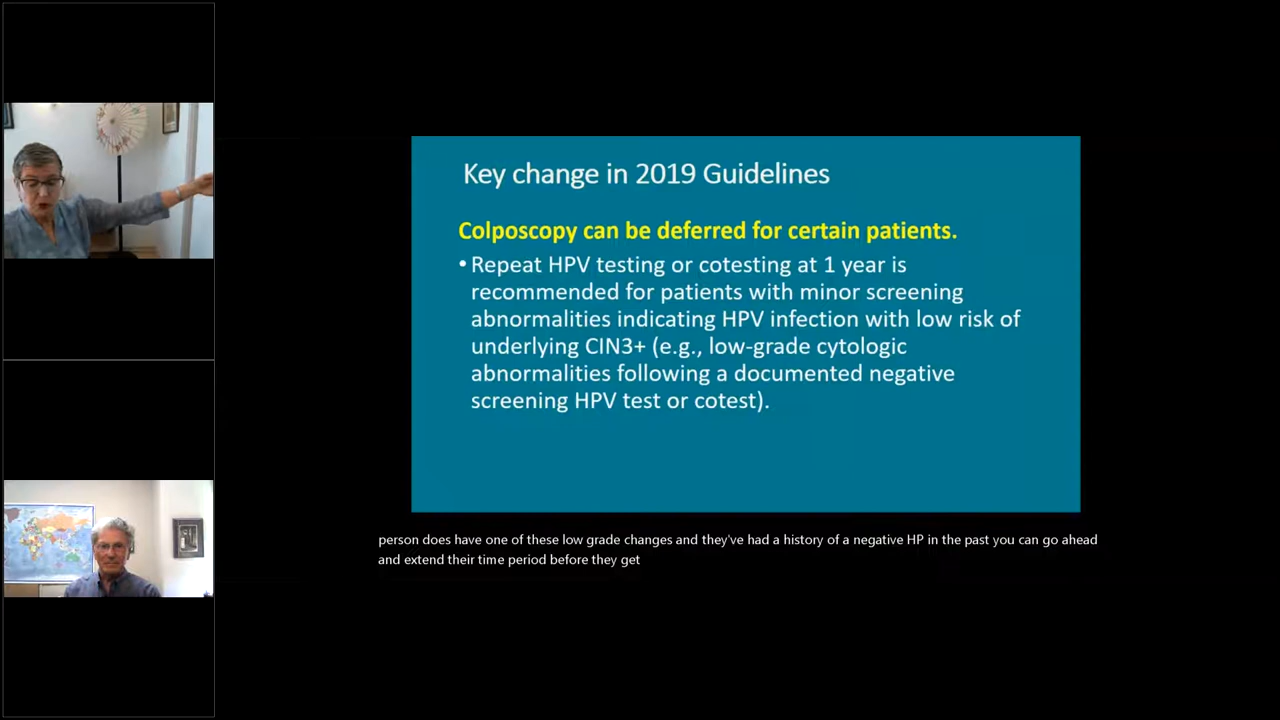 Key change in 2019 Guidelines
Colposcopy can be deferred for certain patients.
• Repeat HPV testing or cotesting at 1 year is
recommended for patients with minor screening
abnormalities indicating HPV infection with low risk of
underlying CIN3+ (e.g., low-grade cytologic
abnormalities following a documented negative
screening HPV test or cotest).
person does have one of these low grade changes and they've had a history of a negative HP in the past you can go ahead
and extend their time period before they get